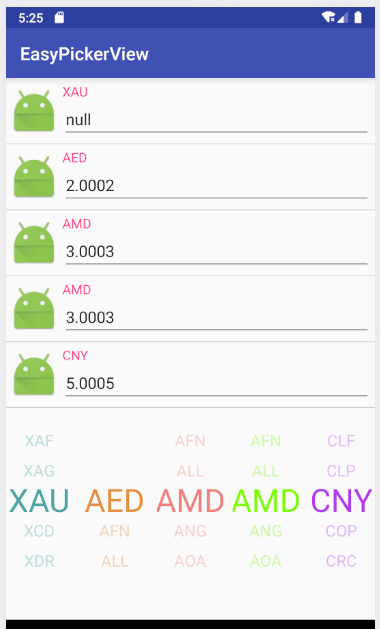 5:25
EasyPickerView
XAU
null
AED
2.0002
AMD
3.0003
AMD
3.0003
CNY
5.0005
XAF AFN AFN CLF
XAG ALL ALL CLP
XAU AED AMD AMD CNY
XCD AFN ANG ANG COP
XDR ALL AOA AOA CRC